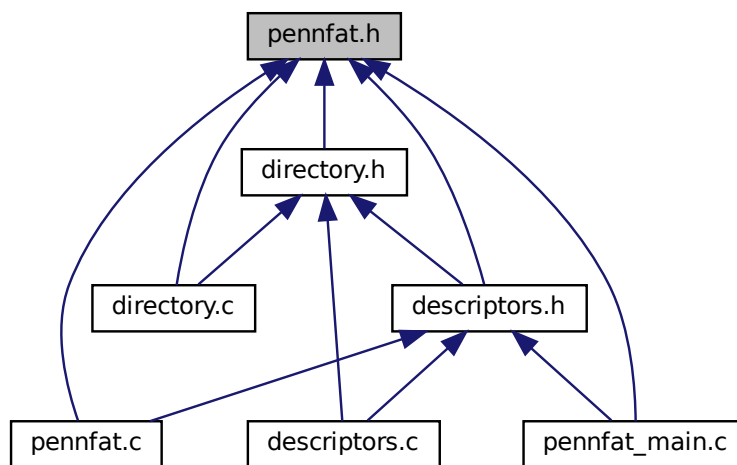 pennfat.h
directory.h
directory.c
descriptors.h
pennfat.c
descriptors.c
pennfat_main.c